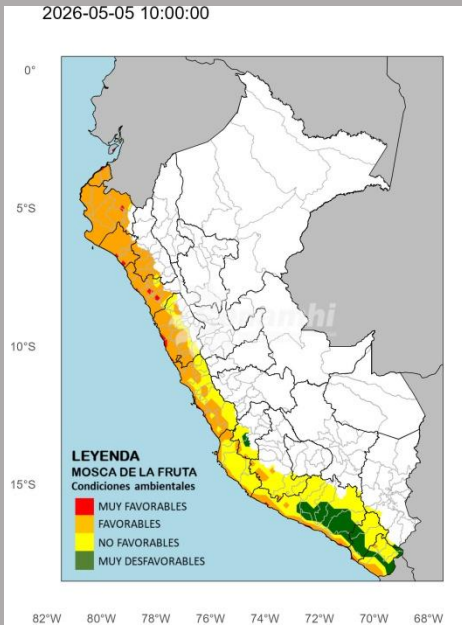 2026-05-05 10:00:00
0°
5°S
10°S
15°S
senamhi
LEYENDA
MOSCA DE LA FRUTA
Condiciones ambientales
MUY FAVORABLES
FAVORABLES
NO FAVORABLES
MUY DESFAVORABLES
82°W 80°W 78°W 76°W 74°W 72°W 70°W 68°W